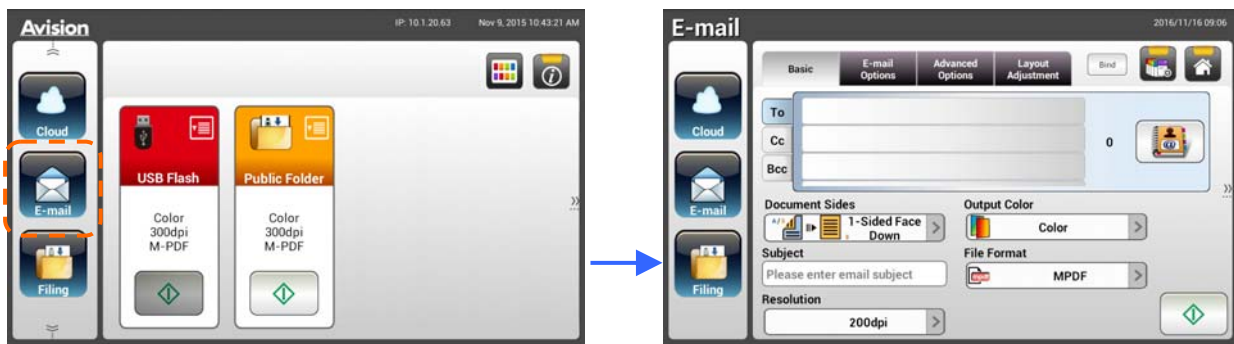 Avision
IP: 10.1.20.63
Nov 9, 2015 10:43:21 AM
Cloud
E-mail
Filing
USB Flash
Color
300dpi
M-PDF
Public Folder
Color
300dpi
M-PDF
E-mail
2016/11/16 09:06
Cloud
E-mail
Filing
Basic
E-mail
Options
Advanced
Options
Layout
Adjustment
Bind
To
Cc
Bcc
0
Document Sides
1-Sided Face
Down
Output Color
Color
Subject
Please enter email subject
File Format
MPDF
Resolution
200dpi